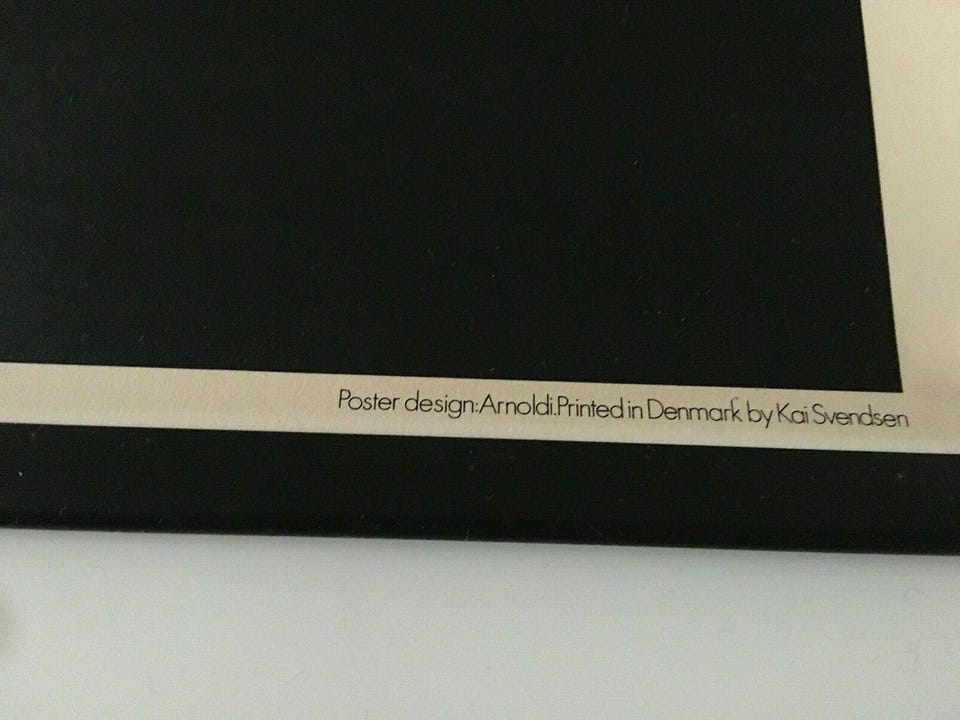 Poster design:Arnoldi.Printed in Denmark by Kai Svendsen